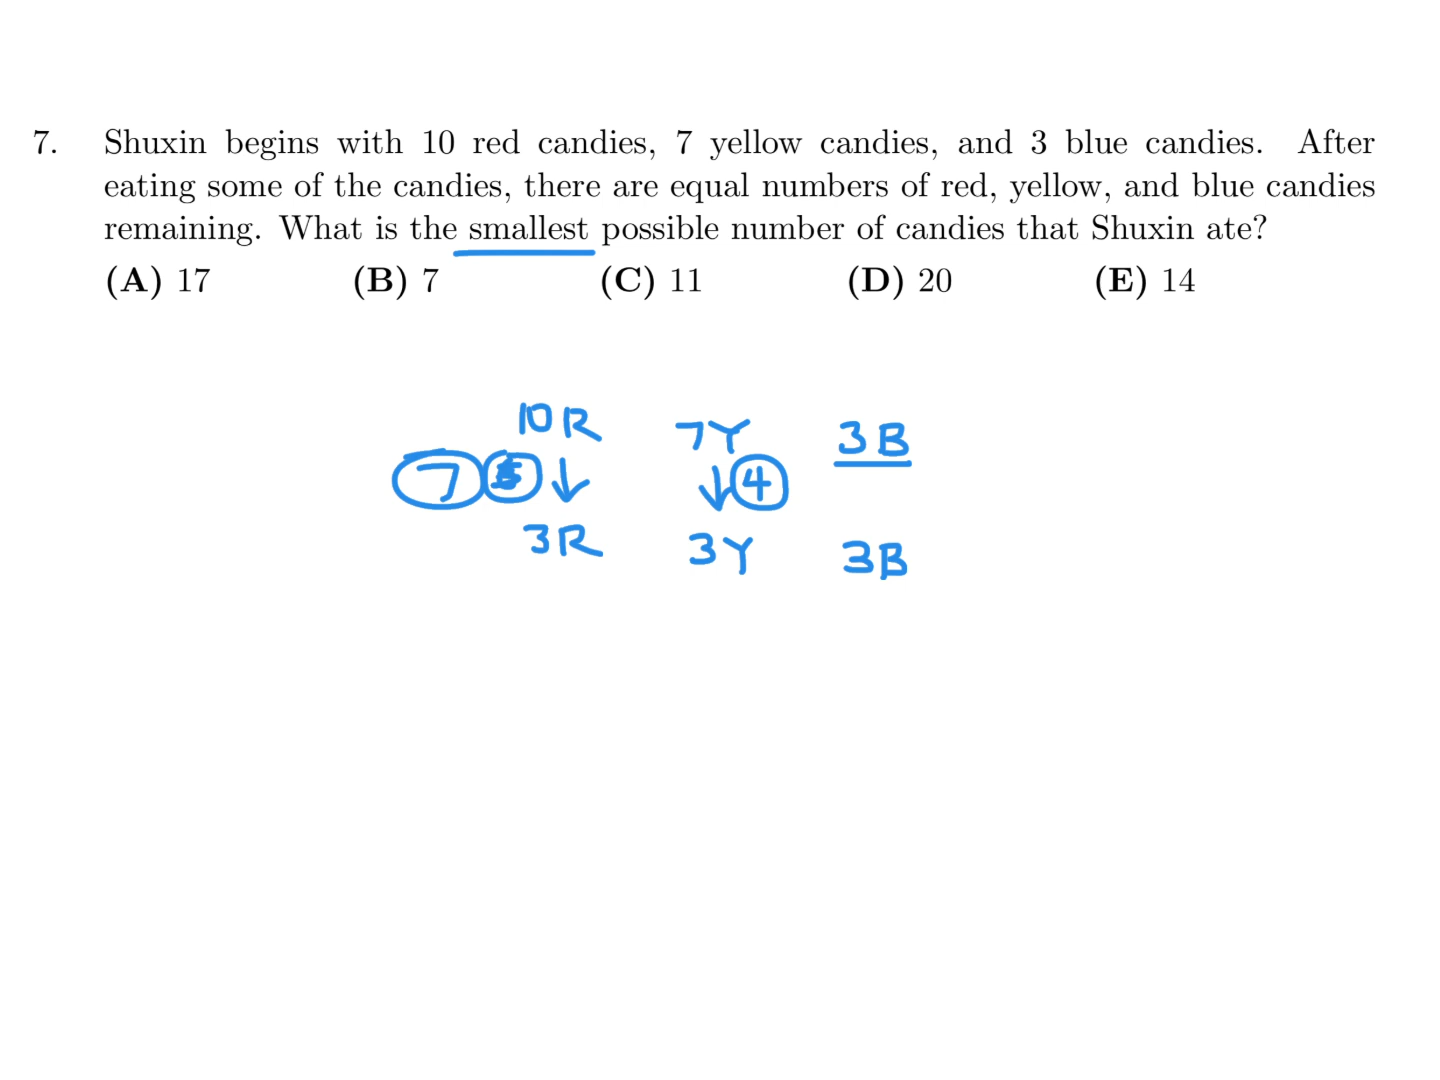 7. Shuxin begins with 10 red candies, 7 yellow candies, and 3 blue candies. After
eating some of the candies, there are equal numbers of red, yellow, and blue candies
remaining. What is the smallest possible number of candies that Shuxin ate?
(A) 17 (B) 7 (C) 11 (D) 20 (E) 14
10R 7Y 3B
7 4
3R 3Y 3B